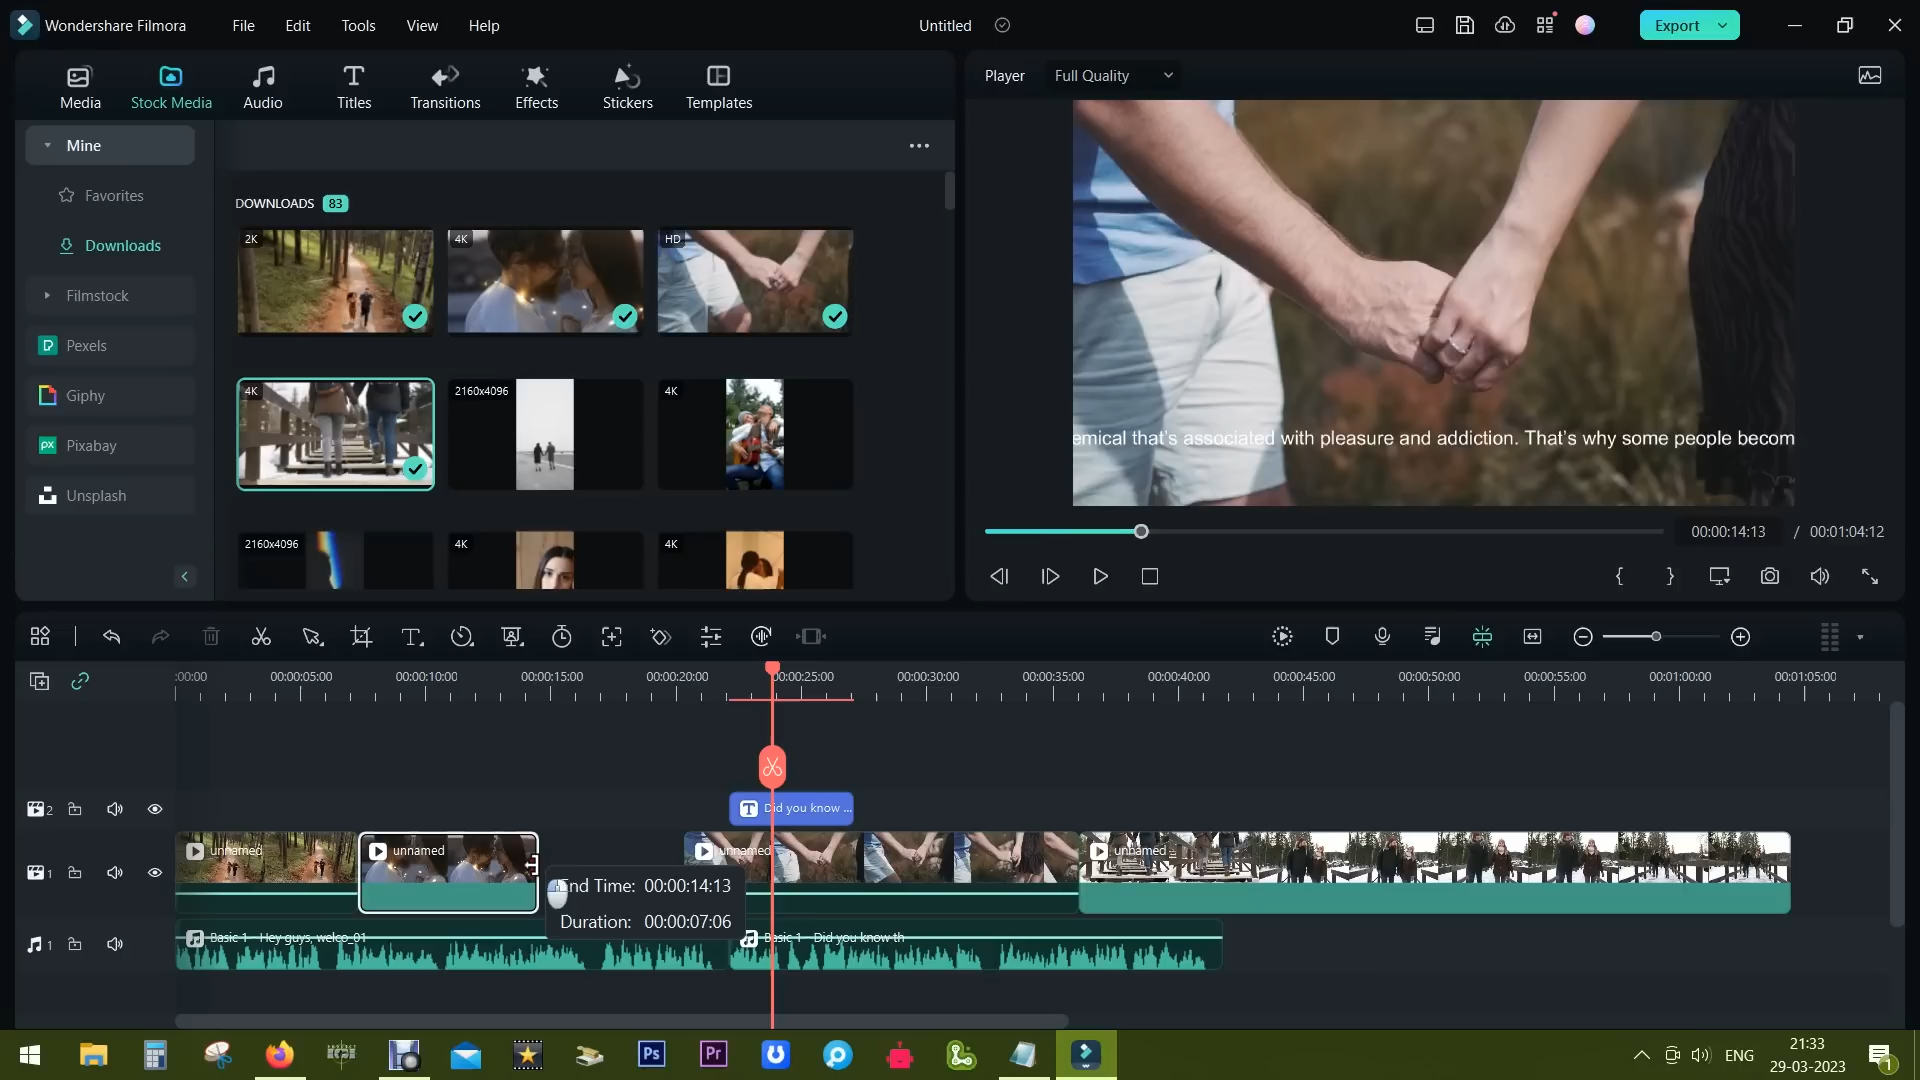 Wondershare Filmora
File
Edit
Tools
View
Help
Untitled
Export
Media
Stock Media
Audio
Titles
Transitions
Effects
Stickers
Templates
Player
Full Quality
Mine
Favorites
Downloads
Filmstock
Pexels
Giphy
Pixabay
Unsplash
DOWNLOADS 83
2K
4K
HD
4K
2160x4096
4K
2160x4096
4K
4K
emical that's associated with pleasure and addiction. That's why some people becom
00:00:14:13 / 00:01:04:12
:00:00
00:00:05:00
00:00:10:00
00:00:15:00
00:00:20:00
00:00:25:00
00:00:30:00
00:00:35:00
00:00:40:00
00:00:45:00
00:00:50:00
00:00:55:00
00:01:00:00
00:01:05:00
2
T Did you know ...
1
unnamed
unnamed
unnamed
unnamed
End Time: 00:00:14:13
Duration: 00:00:07:06
1
Basic 1 - Hey guys, welco_01
Basic 1 - Did you know th
Ps
Pr
ENG
21:33
29-03-2023
1